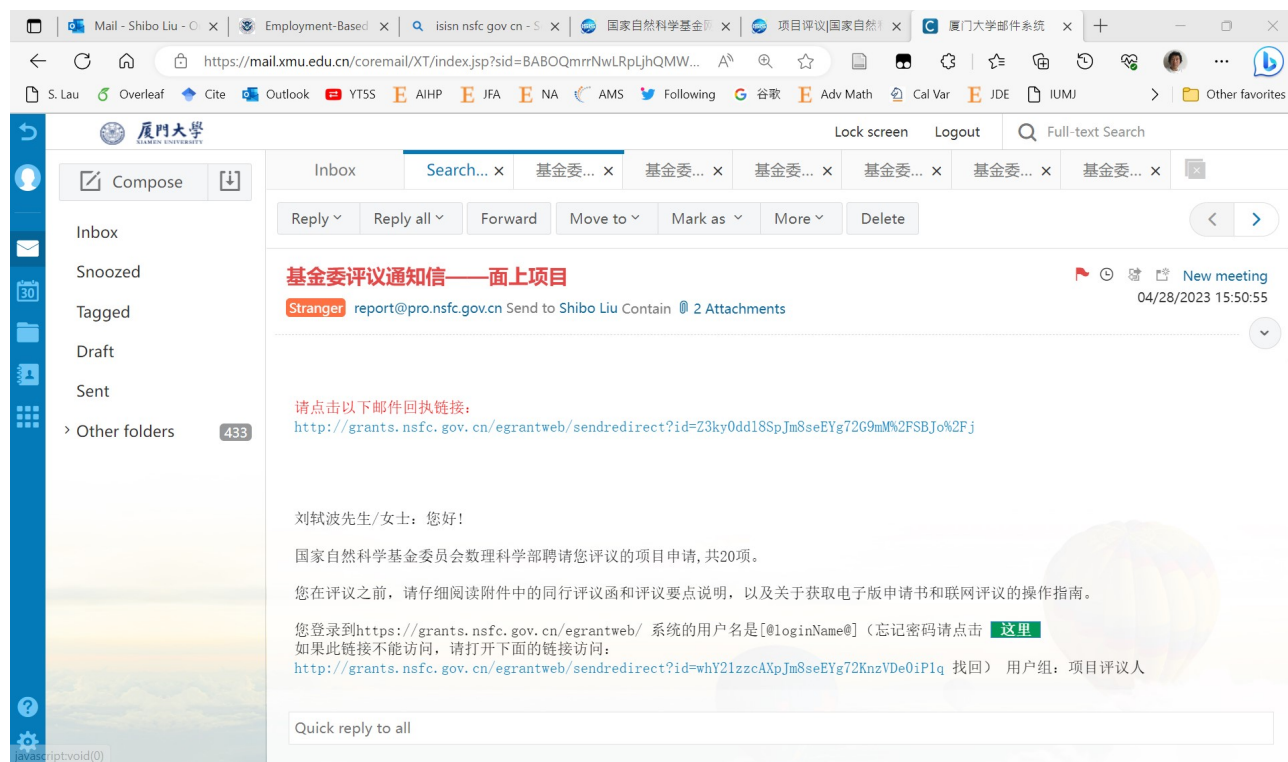 Mail - Shibo Liu - O
Employment-Based
isisn nsfc gov cn - S
国家自然科学基金
项目评议|国家自然
厦门大学邮件系统
https://mail.xmu.edu.cn/coremail/XT/index.jsp?sid=BABOQmrrNwLRpLjhQMW...
S. Lau
Overleaf
Cite
Outlook
YTSS
AIHP
JFA
NA
AMS
Following
谷歌
Adv Math
Cal Var
JDE
IUMJ
Other favorites
厦門大學
XIAMEN UNIVERSITY
Lock screen
Logout
Full-text Search
Compose
Inbox
Search...
基金委...
基金委...
基金委...
基金委...
基金委...
基金委...
Reply
Reply all
Forward
Move to
Mark as
More
Delete
Inbox
Snoozed
Tagged
Draft
Sent
Other folders
433
30
基金委评议通知信——面上项目
New meeting
Stranger report@pro.nsfc.gov.cn Send to Shibo Liu Contain 2 Attachments
04/28/2023 15:50:55
请点击以下邮件回执链接:
http://grants.nsfc.gov.cn/egrantweb/sendredirect?id=Z3kyOddl8SpJm8seEYg72G9mM%2FSBJo%2Fj
刘轼波先生/女士: 您好!
国家自然科学基金委员会数理科学部聘请您评议的项目申请,共20项。
您在评议之前，请仔细阅读附件中的同行评议函和评议要点说明，以及关于获取电子版申请书和联网评议的操作指南。
您登录到https://grants.nsfc.gov.cn/egrantweb/ 系统的用户名是[@loginName@]（忘记密码请点击 这里
如果此链接不能访问，请打开下面的链接访问:
http://grants.nsfc.gov.cn/egrantweb/sendredirect?id=whY21zzcAXpJm8seEYg72KnzVDe0iPlq 找回） 用户组: 项目评议人
Quick reply to all
javascript:void(0)